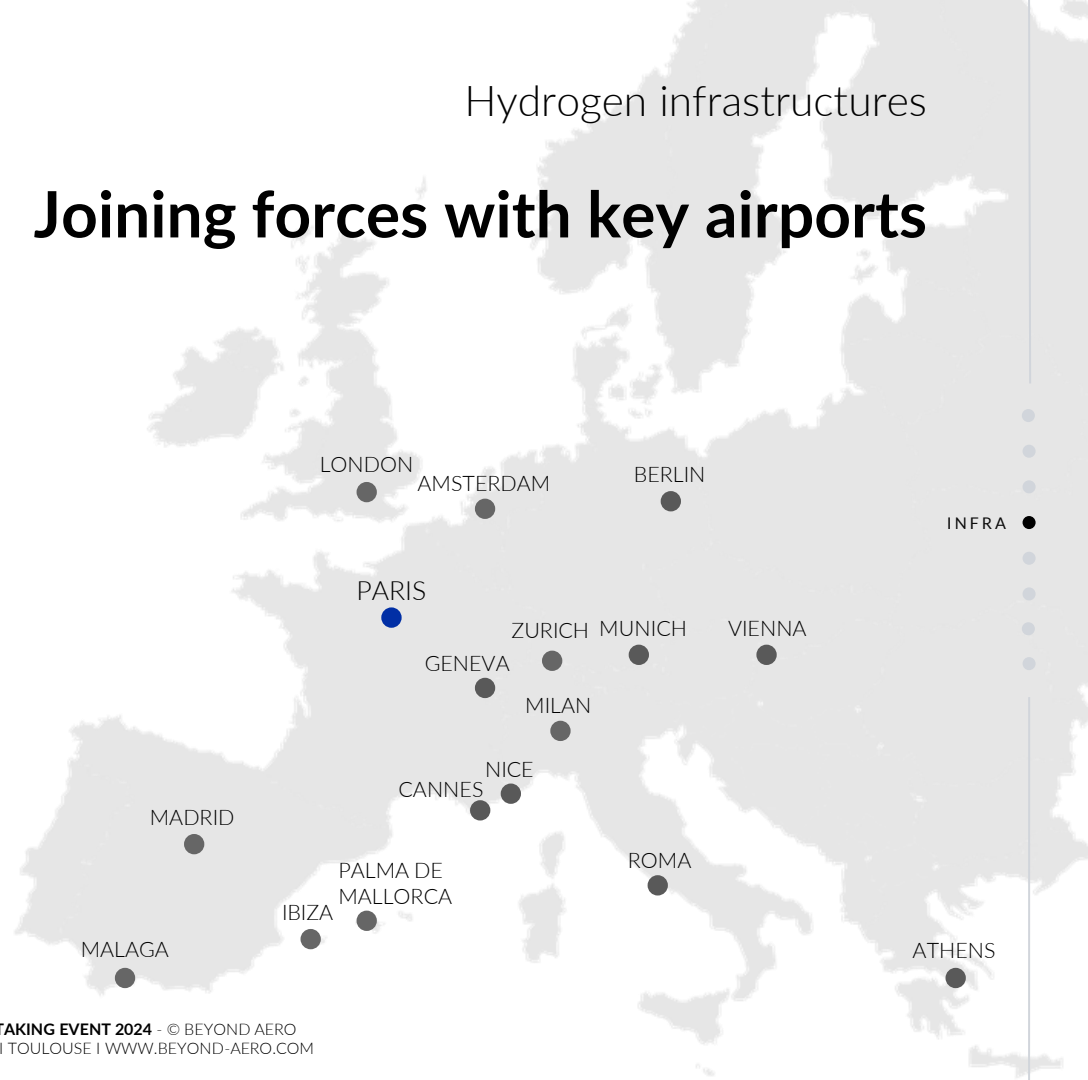 Hydrogen infrastructures
Joining forces with key airports
LONDON
AMSTERDAM
BERLIN
INFRA
PARIS
ZURICH
MUNICH
VIENNA
GENEVA
MILAN
NICE
CANNES
MADRID
ROMA
PALMA DE
MALLORCA
IBIZA
MALAGA
ATHENS
TAKING EVENT 2024 - © BEYOND AERO
I TOULOUSE I WWW.BEYOND-AERO.COM